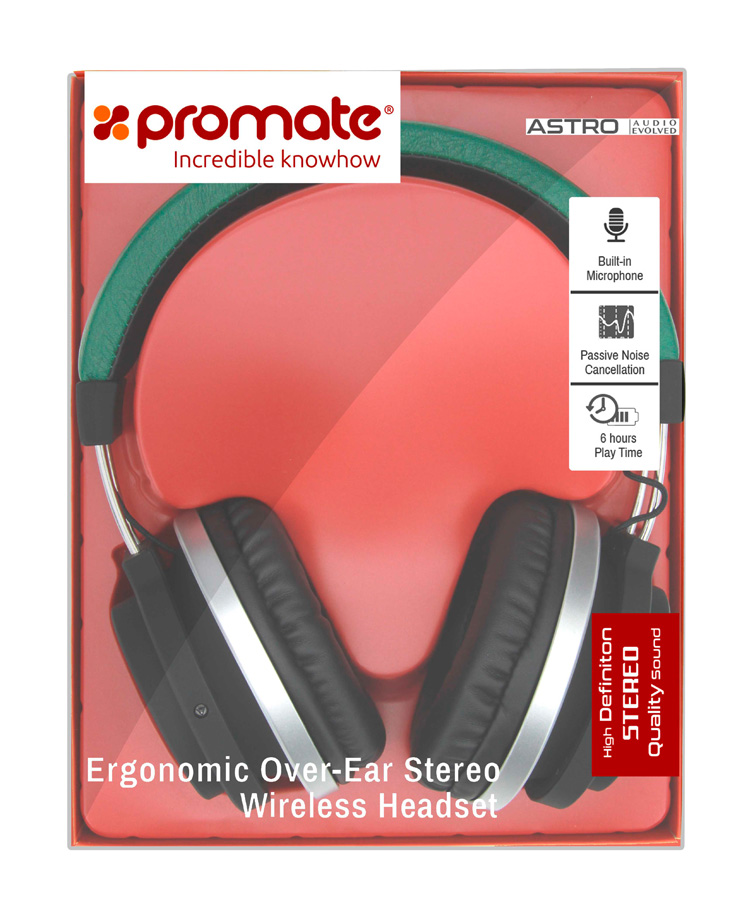 promate®
Incredible knowhow
ASTRO
AUDIO
EVOLVED
Built-in
Microphone
Passive Noise
Cancellation
6 hours
Play Time
High Definiton
STEREO
Quality Sound
Ergonomic Over-Ear Stereo
Wireless Headset